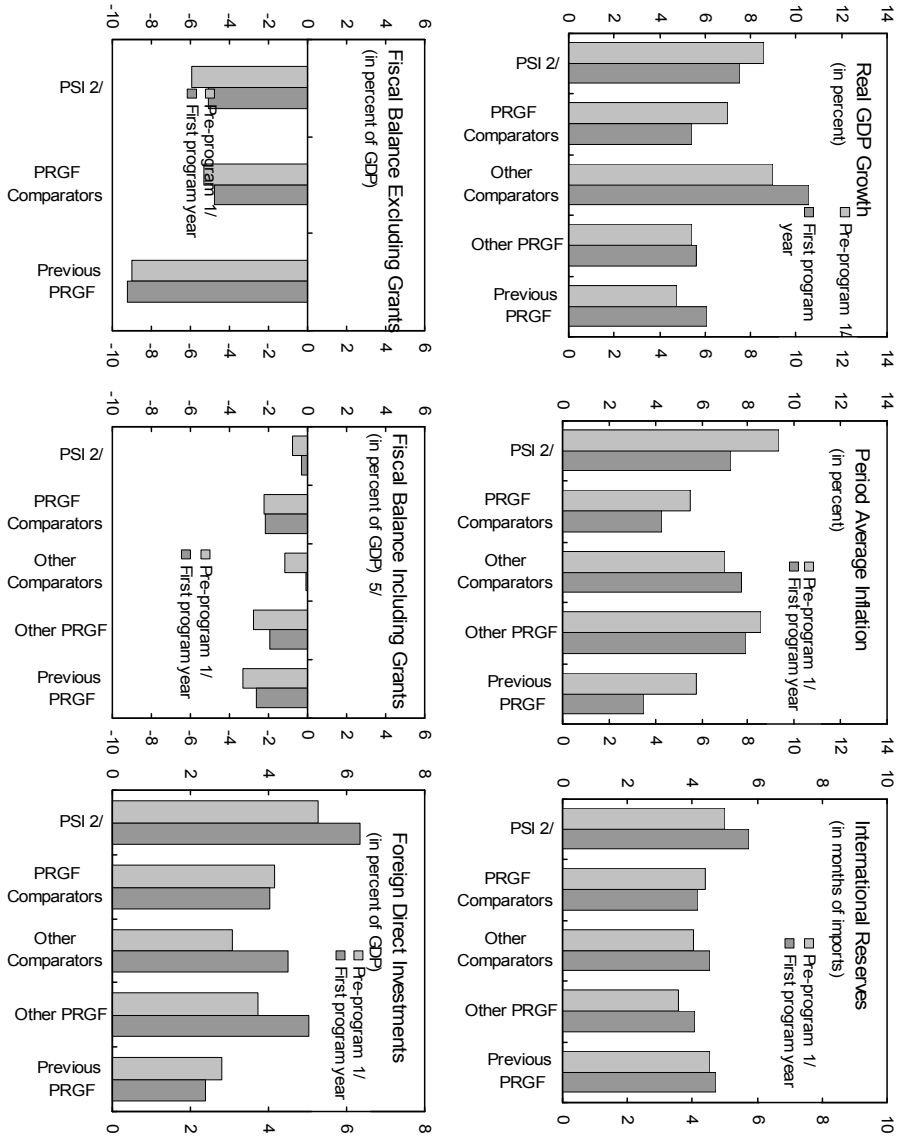 Real GDP Growth
(in percent)
Pre-program 1/
First program
year
14
12
10
8
6
4
2
0
PSI 2/
PRGF
Comparators
Other
Comparators
Other PRGF
Previous
PRGF
Period Average Inflation
(in percent)
Pre-program 1/
First program year
14
12
10
8
6
4
2
0
PSI 2/
PRGF
Comparators
Other
Comparators
Other PRGF
Previous
PRGF
International Reserves
(in months of imports)
Pre-program 1/
First program year
10
8
6
4
2
0
PSI 2/
PRGF
Comparators
Other
Comparators
Other PRGF
Previous
PRGF
Fiscal Balance Excluding Grants
(in percent of GDP)
Pre-program 1/
First program year
6
4
2
0
-2
-4
-6
-8
-10
PSI 2/
PRGF
Comparators
Previous
PRGF
Fiscal Balance Including Grants
(in percent of GDP) 5/
Pre-program 1/
First program year
6
4
2
0
-2
-4
-6
-8
-10
PSI 2/
PRGF
Comparators
Other
Comparators
Other PRGF
Previous
PRGF
Foreign Direct Investments
(in percent of GDP)
Pre-program 1/
First program year
8
6
4
2
0
PSI 2/
PRGF
Comparators
Other
Comparators
Other PRGF
Previous
PRGF